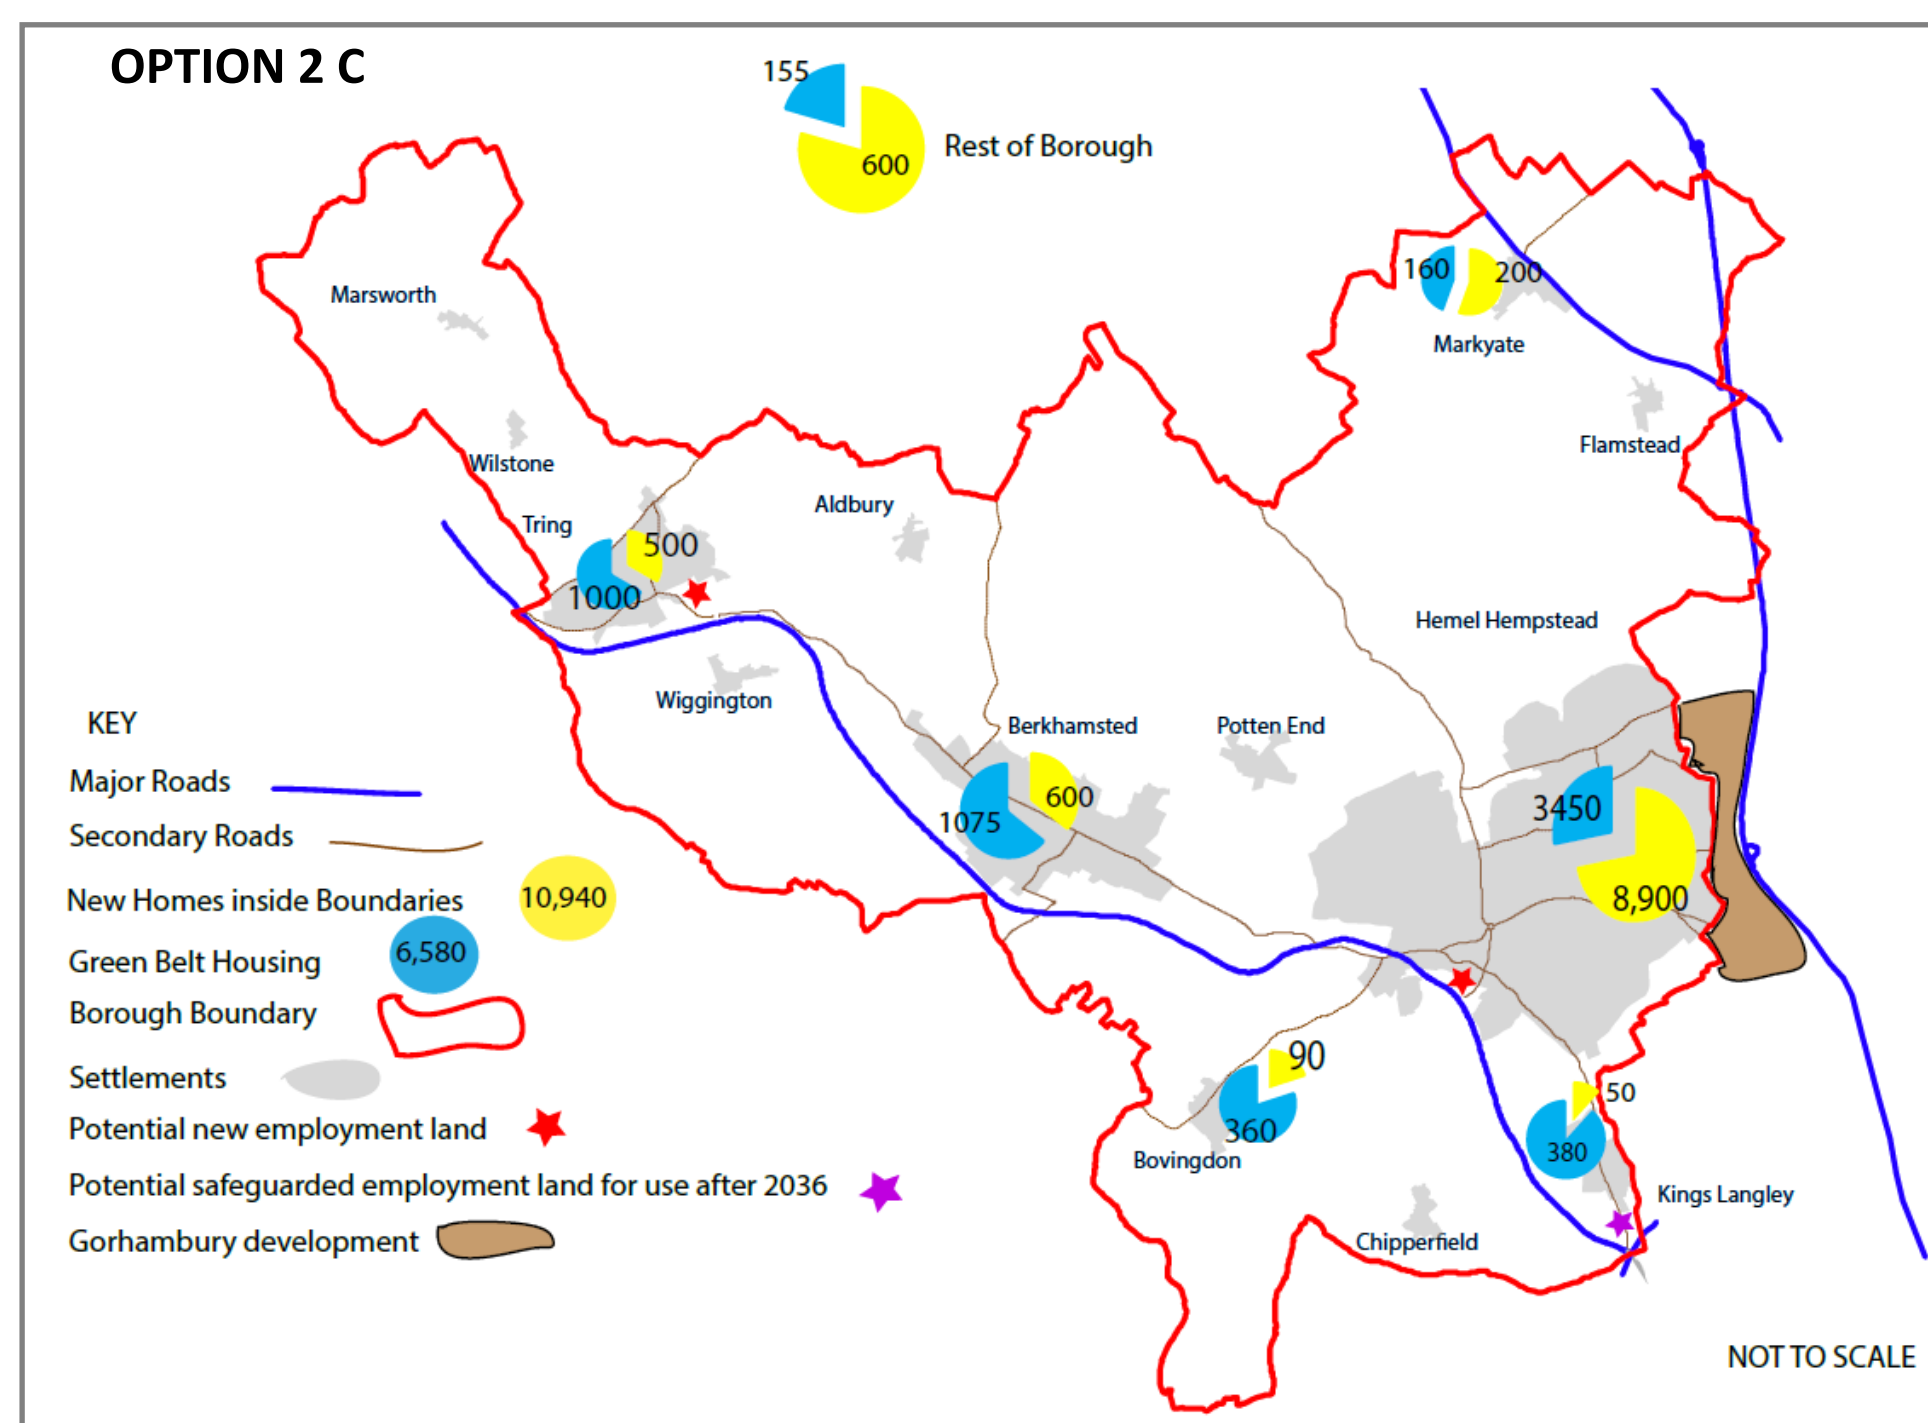 OPTION 2 C
155
600
Rest of Borough
160
200
Markyate
Marsworth
Flamstead
Wilstone
Aldbury
Tring
500
1000
Hemel Hempstead
Wiggington
Berkhamsted
Potten End
600
1075
3450
8,900
KEY
Major Roads
Secondary Roads
New Homes inside Boundaries 10,940
Green Belt Housing 6,580
Borough Boundary
Settlements
Potential new employment land
Potential safeguarded employment land for use after 2036
Gorhambury development
90
360
Bovingdon
50
380
Kings Langley
Chipperfield
NOT TO SCALE